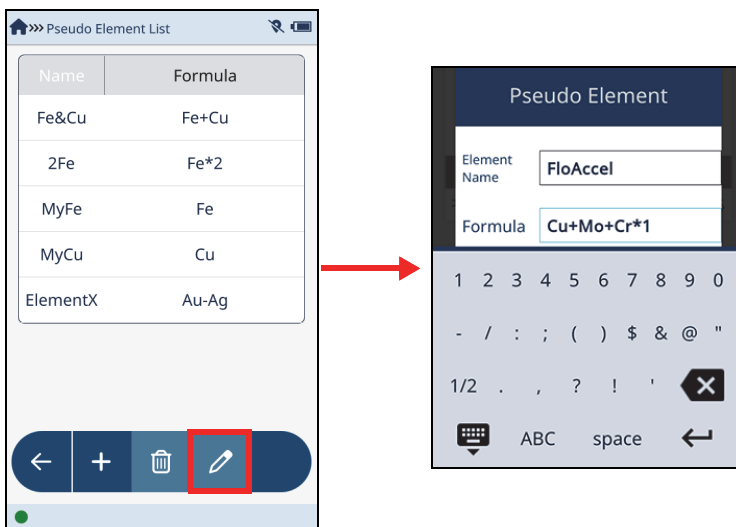 Pseudo Element List
Name Formula
Fe&Cu Fe+Cu
2Fe Fe*2
MyFe Fe
MyCu Cu
ElementX Au-Ag
Pseudo Element
Element
Name
FloAccel
Formula Cu+Mo+Cr*1
1 2 3 4 5 6 7 8 9 0
- / : ; ( ) $ & @ "
1/2 . , ? ! '
ABC space